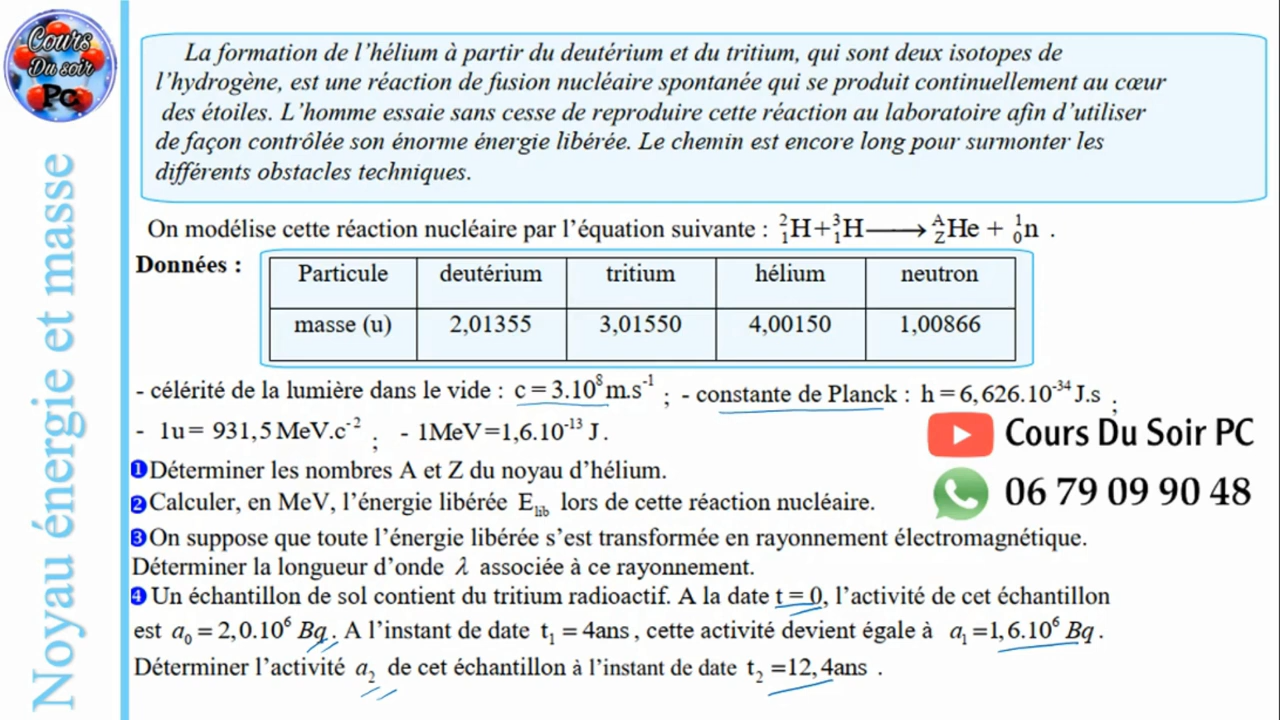 Cours
Du soir
PC
Noyau énergie et masse
La formation de l'hélium à partir du deutérium et du tritium, qui sont deux isotopes de
l'hydrogène, est une réaction de fusion nucléaire spontanée qui se produit continuellement au cœur
des étoiles. L'homme essaie sans cesse de reproduire cette réaction au laboratoire afin d'utiliser
de façon contrôlée son énorme énergie libérée. Le chemin est encore long pour surmonter les
différents obstacles techniques.
On modélise cette réaction nucléaire par l'équation suivante : ²₁H+³₁H⟶ᴬ_ZHe + ¹₀n .
Données :
Particule deutérium tritium hélium neutron
masse (u) 2,01355 3,01550 4,00150 1,00866
- célérité de la lumière dans le vide : c = 3.10⁸ m.s⁻¹ ; - constante de Planck : h = 6,626.10⁻³⁴ J.s ;
- 1u= 931,5 MeV.c⁻² ; - 1MeV=1,6.10⁻¹³ J .
Cours Du Soir PC
❶Déterminer les nombres A et Z du noyau d'hélium.
❷Calculer, en MeV, l'énergie libérée E_lib lors de cette réaction nucléaire.
06 79 09 90 48
❸On suppose que toute l'énergie libérée s'est transformée en rayonnement électromagnétique.
Déterminer la longueur d'onde λ associée à ce rayonnement.
❹ Un échantillon de sol contient du tritium radioactif. A la date t = 0, l'activité de cet échantillon
est a₀ = 2,0.10⁶ Bq . A l'instant de date t₁ = 4ans , cette activité devient égale à a₁ =1,6.10⁶ Bq .
Déterminer l'activité a₂ de cet échantillon à l'instant de date t₂ =12,4ans .